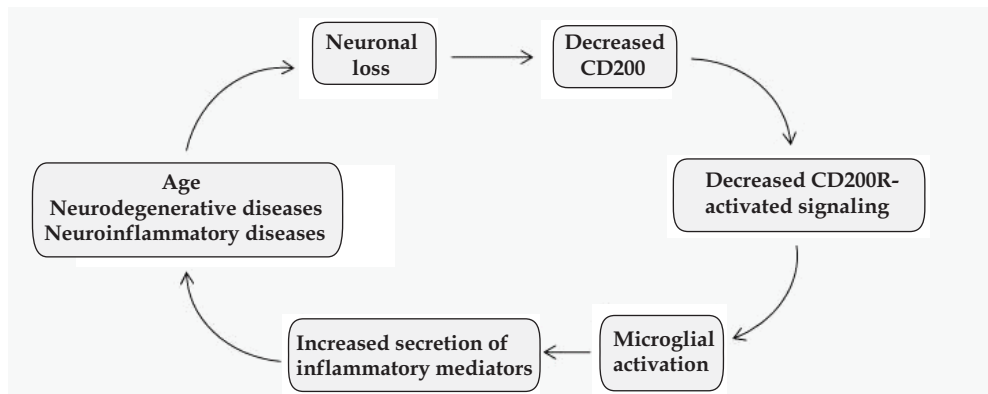 Neuronal
loss
Decreased
CD200
Decreased CD200R-
activated signaling
Microglial
activation
Increased secretion of
inflammatory mediators
Age
Neurodegenerative diseases
Neuroinflammatory diseases